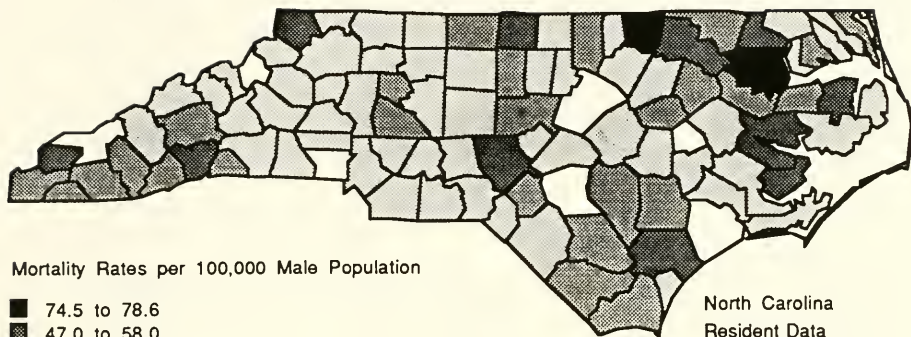 Mortality Rates per 100,000 Male Population
74.5 to 78.6
47.0 to 58.0
North Carolina
Resident Data